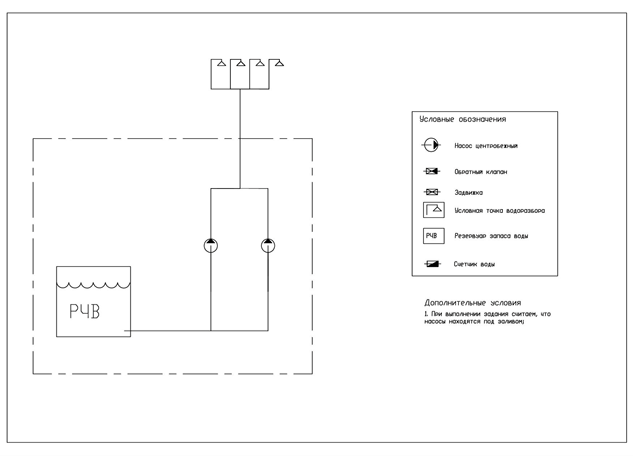 РЧВ
Условные обозначения
Насос центробежный
Обратный клапан
Задвижка
Условная точка водоразбора
РЧВ
Резервуар запаса воды
Счетчик воды
Дополнительные условия
1. При выполнении задания считаем, что
насосы находятся под заливом;